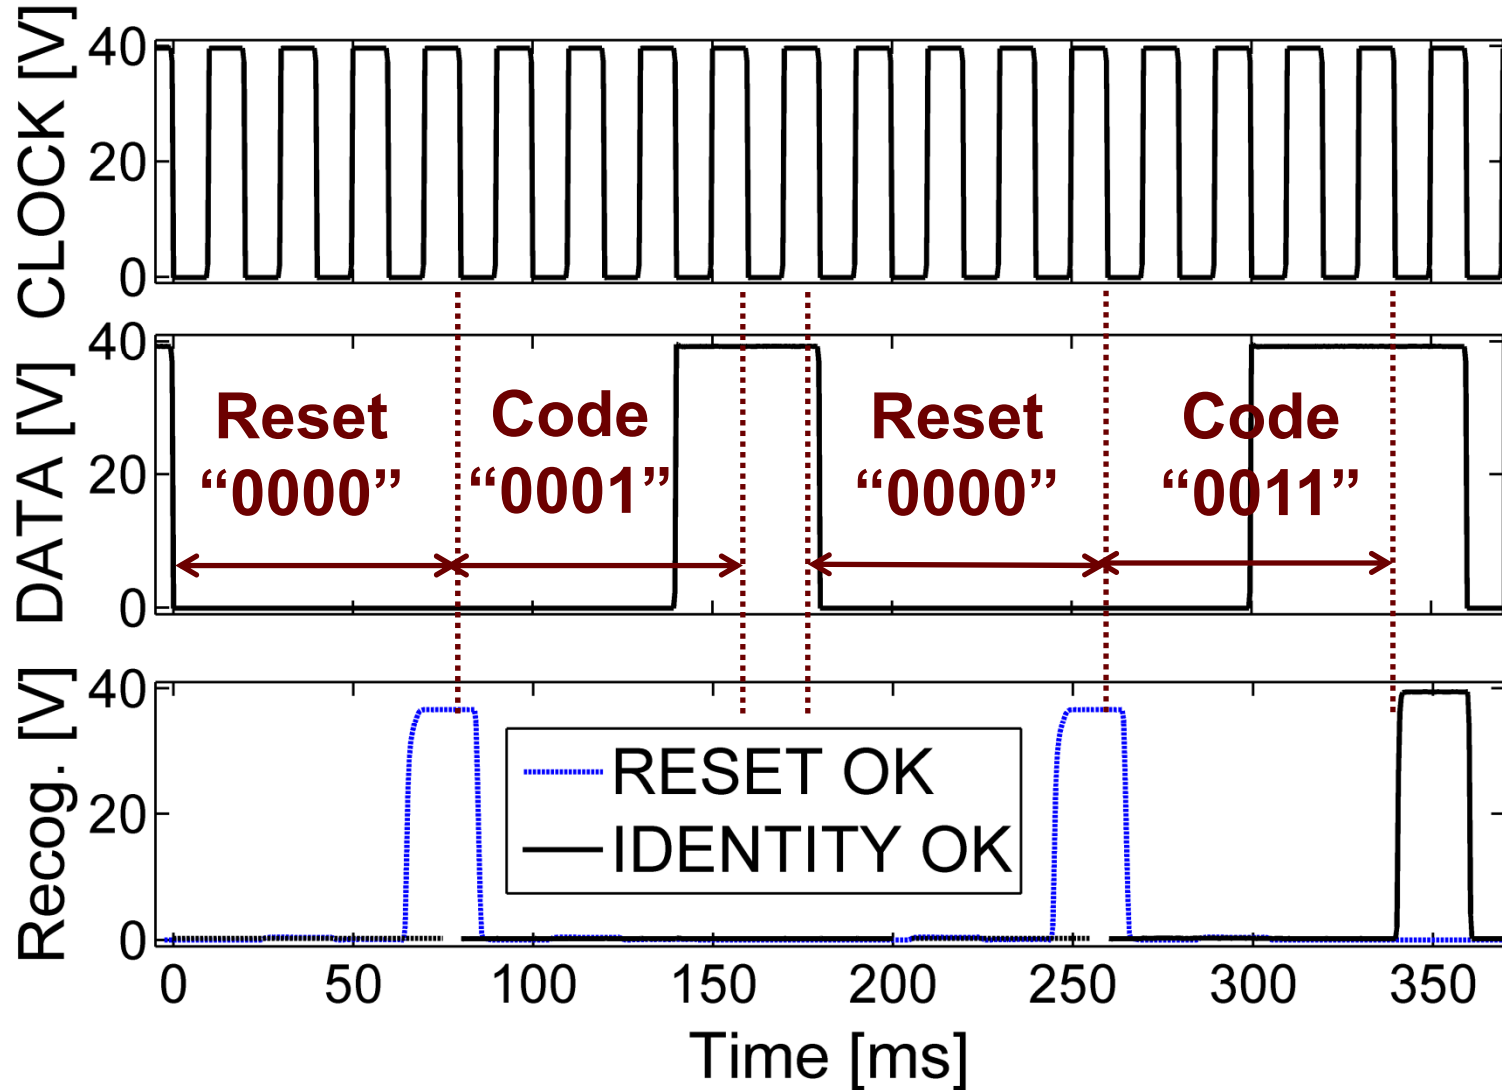 CLOCK [V]
40
20
0
DATA [V]
40
20
0
Reset
“0000”
Code
“0001”
Reset
“0000”
Code
“0011”
Recog. [V]
40
20
0
RESET OK
IDENTITY OK
0 50 100 150 200 250 300 350
Time [ms]